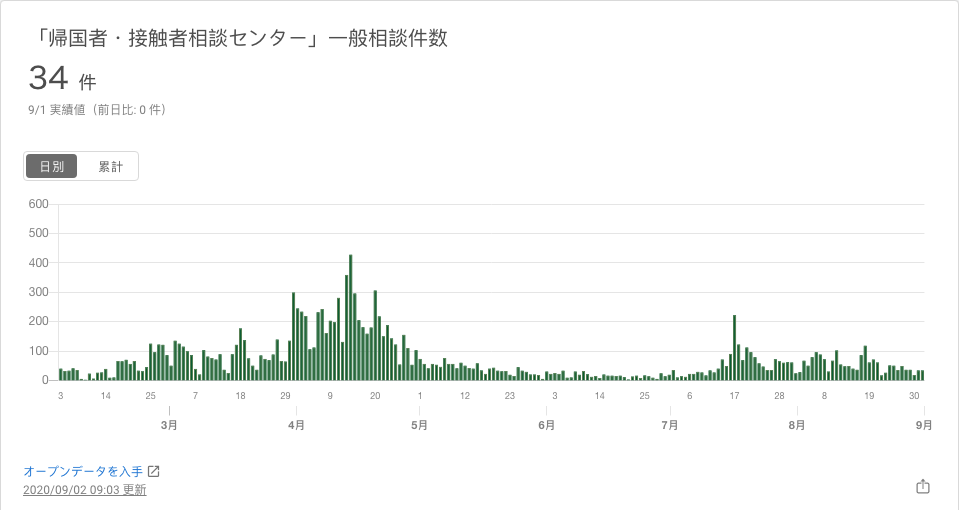 「帰国者・接触者相談センター」一般相談件数
34 件
9/1 実績値（前日比: 0 件）
日別 累計
600
500
400
300
200
100
0
3 14 25 7 18 29 9 20 1 12 23 3 14 25 6 17 28 8 19 30
3月 4月 5月 6月 7月 8月 9月
オープンデータを入手
2020/09/02 09:03 更新